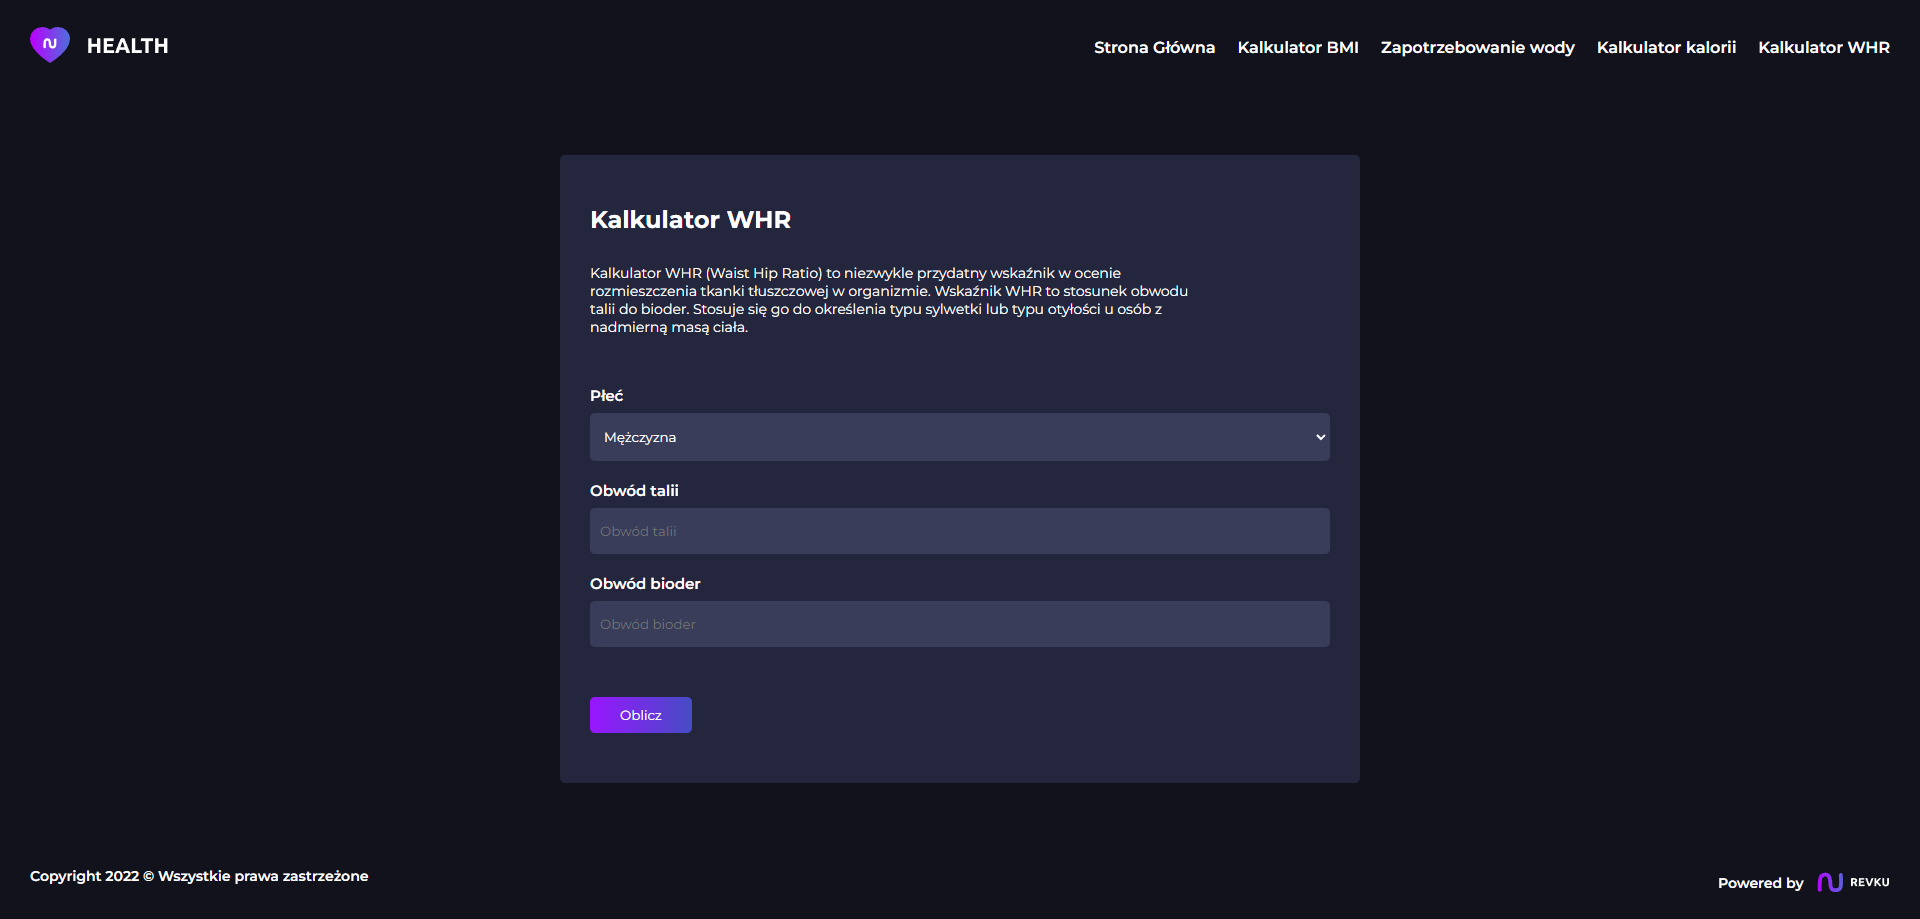 HEALTH
Strona Główna
Kalkulator BMI
Zapotrzebowanie wody
Kalkulator kalorii
Kalkulator WHR
Kalkulator WHR
Kalkulator WHR (Waist Hip Ratio) to niezwykle przydatny wskaźnik w ocenie
rozmieszczenia tkanki tłuszczowej w organizmie. Wskaźnik WHR to stosunek obwodu
talii do bioder. Stosuje się go do określenia typu sylwetki lub typu otyłości u osób z
nadmierną masą ciała.
Płeć
Mężczyzna
Obwód talii
Obwód talii
Obwód bioder
Obwód bioder
Oblicz
Copyright 2022 © Wszystkie prawa zastrzeżone
Powered by
REVKU